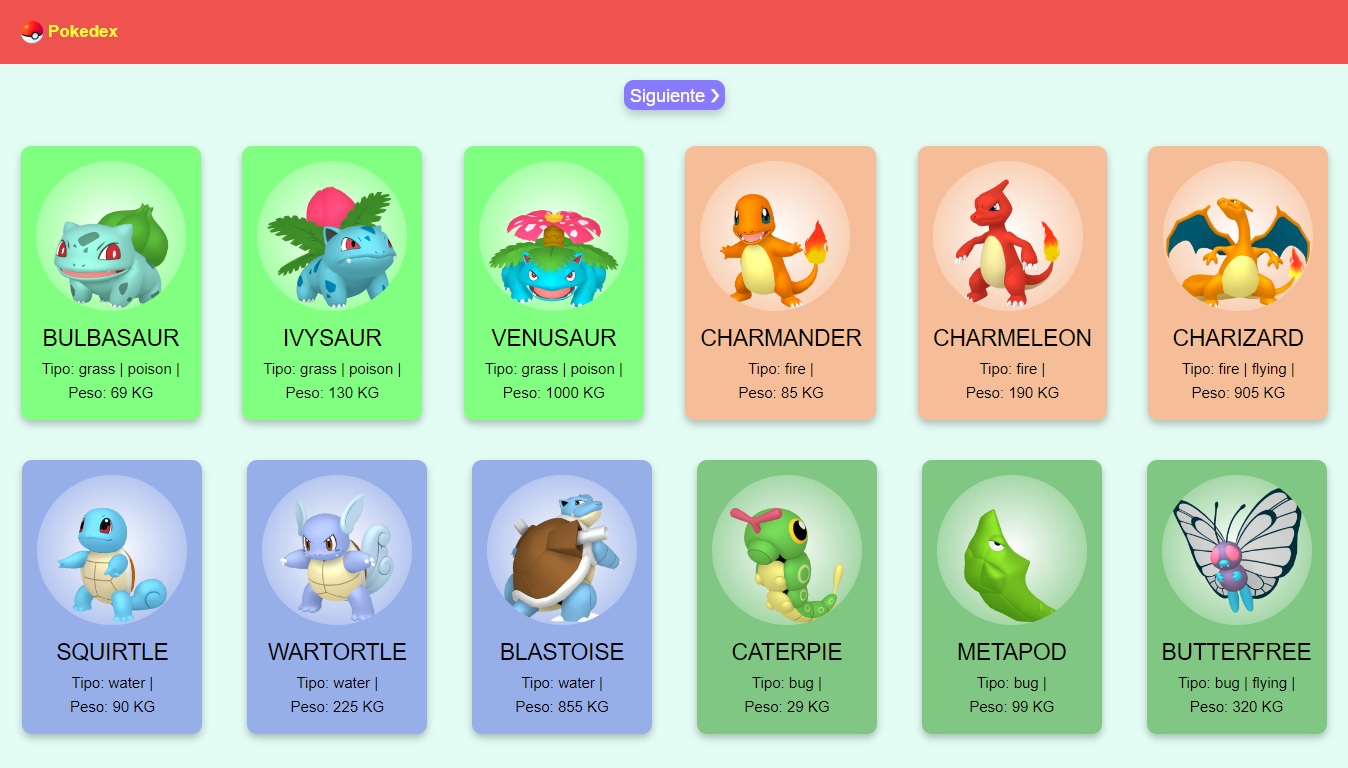 Pokedex
Siguiente ❯
BULBASAUR
Tipo: grass | poison |
Peso: 69 KG
IVYSAUR
Tipo: grass | poison |
Peso: 130 KG
VENUSAUR
Tipo: grass | poison |
Peso: 1000 KG
CHARMANDER
Tipo: fire |
Peso: 85 KG
CHARMELEON
Tipo: fire |
Peso: 190 KG
CHARIZARD
Tipo: fire | flying |
Peso: 905 KG
SQUIRTLE
Tipo: water |
Peso: 90 KG
WARTORTLE
Tipo: water |
Peso: 225 KG
BLASTOISE
Tipo: water |
Peso: 855 KG
CATERPIE
Tipo: bug |
Peso: 29 KG
METAPOD
Tipo: bug |
Peso: 99 KG
BUTTERFREE
Tipo: bug | flying |
Peso: 320 KG